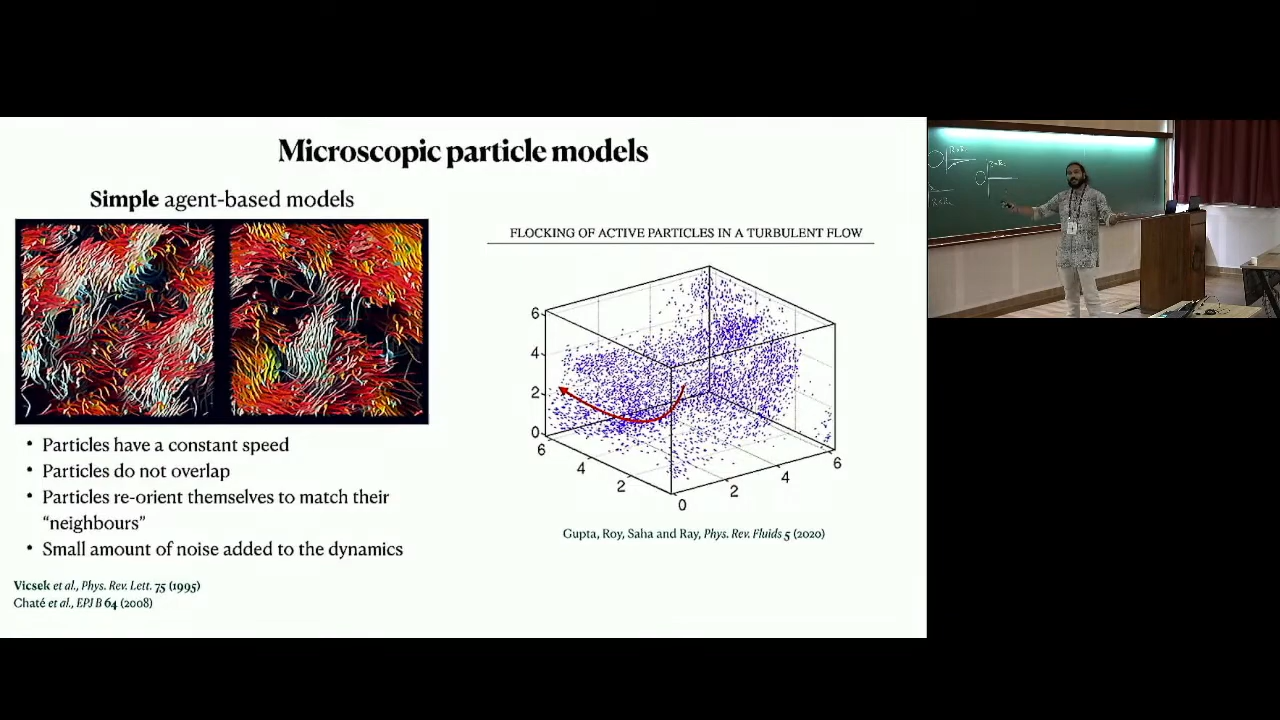 Microscopic particle models
Simple agent-based models
• Particles have a constant speed
• Particles do not overlap
• Particles re-orient themselves to match their
“neighbours”
• Small amount of noise added to the dynamics
Vicsek et al., Phys. Rev. Lett. 75 (1995)
Chaté et al., EPJ B 64 (2008)
FLOCKING OF ACTIVE PARTICLES IN A TURBULENT FLOW
6
4
2
0
6
4
2
0
2
4
6
Gupta, Roy, Saha and Ray, Phys. Rev. Fluids 5 (2020)